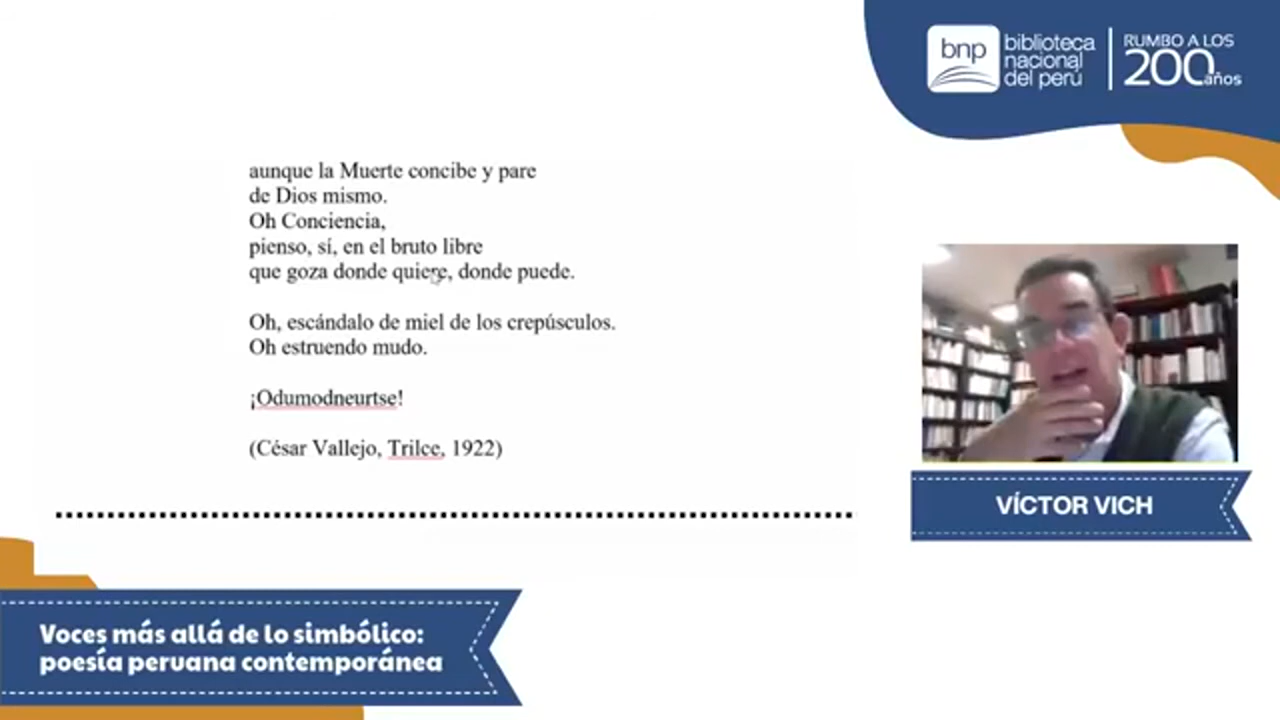 bnp
biblioteca
nacional
del perú
RUMBO A LOS
200
años
aunque la Muerte concibe y pare
de Dios mismo.
Oh Conciencia,
pienso, sí, en el bruto libre
que goza donde quiere, donde puede.
Oh, escándalo de miel de los crepúsculos.
Oh estruendo mudo.
¡Odumodneurtse!
(César Vallejo, Trilce, 1922)
VÍCTOR VICH
Voces más allá de lo simbólico:
poesía peruana contemporánea